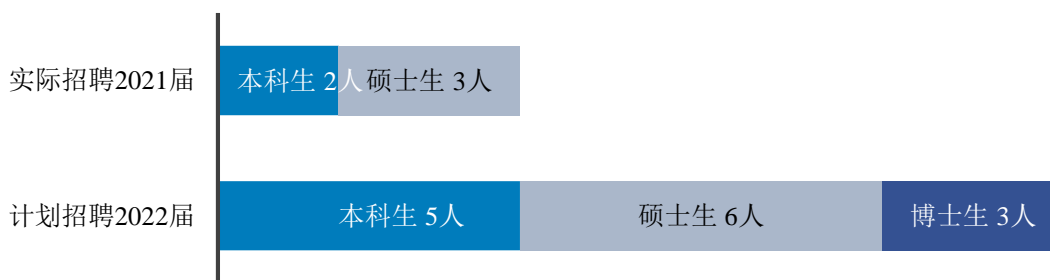 实际招聘2021届 本科生 2人 硕士生 3人
计划招聘2022届 本科生 5人 硕士生 6人 博士生 3人